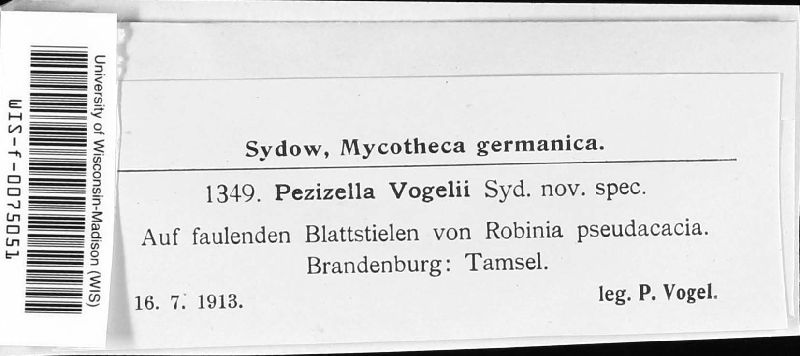 University of Wisconsin-Madison (WIS)
WIS-f-0075051
Sydow, Mycotheca germanica.
1349. Pezizella Vogelii Syd. nov. spec.
Auf faulenden Blattstielen von Robinia pseudacacia.
Brandenburg: Tamsel.
16. 7. 1913.
leg. P. Vogel.